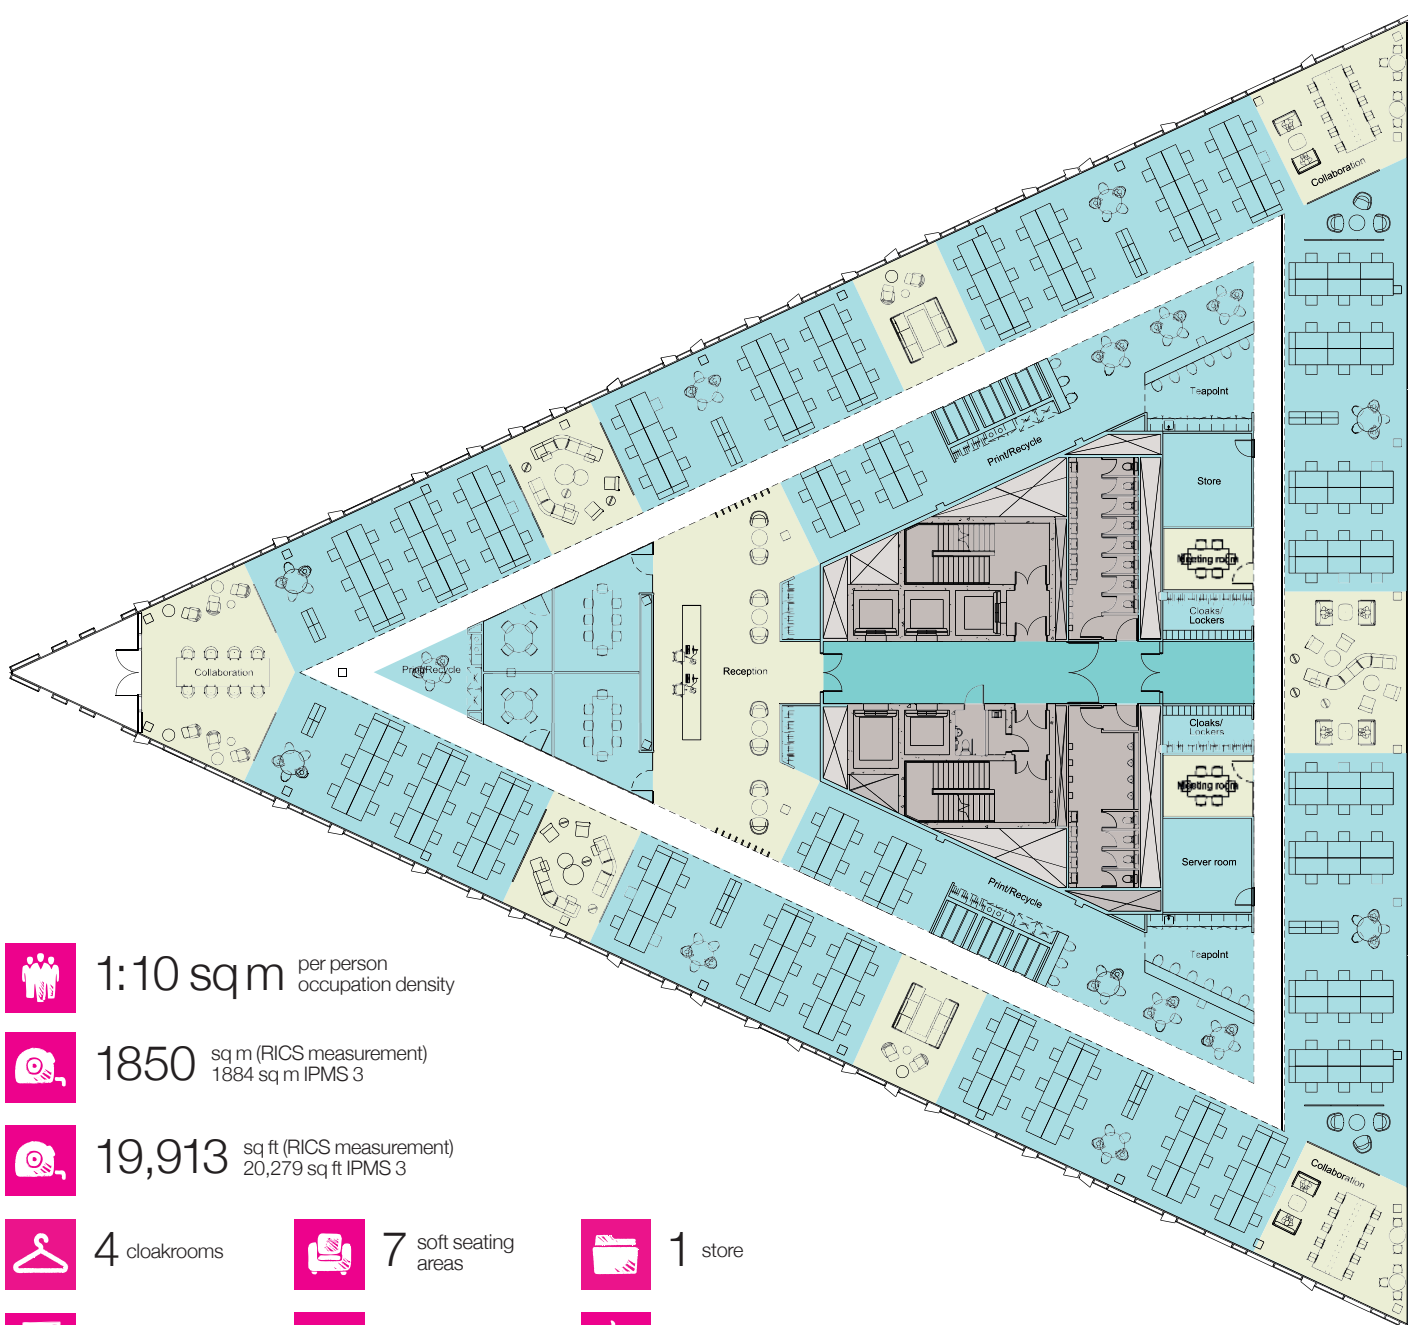 Collaboration
Teapoint
Print/Recycle
Store
Meeting room
Cloaks/
Lockers
Collaboration
Print/Recycle
Reception
Cloaks/
Lockers
Meeting room
Server room
Print/Recycle
Teapoint
Collaboration
1:10 sq m per person
occupation density
1850 sq m (RICS measurement)
1884 sq m IPMS 3
19,913 sq ft (RICS measurement)
20,279 sq ft IPMS 3
4 cloakrooms
7 soft seating
areas
1 store